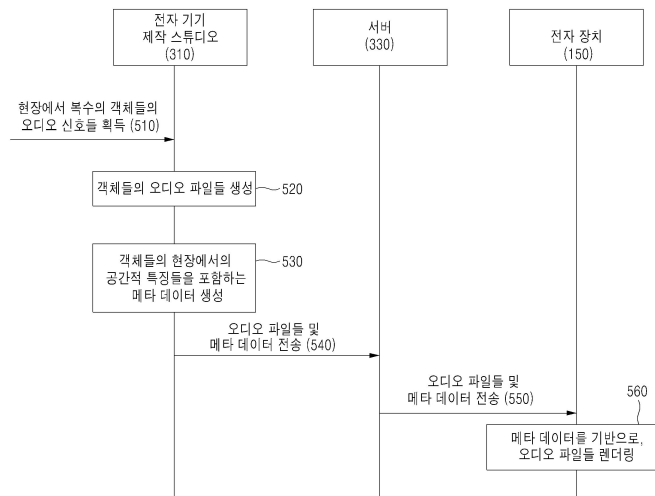 전자 기기
제작 스튜디오
(310)
서버
(330)
전자 장치
(150)
현장에서 복수의 객체들의
오디오 신호들 획득 (510)
객체들의 오디오 파일들 생성
520
객체들의 현장에서의
공간적 특징들을 포함하는
메타 데이터 생성
530
오디오 파일들 및
메타 데이터 전송 (540)
오디오 파일들 및
메타 데이터 전송 (550)
560
메타 데이터를 기반으로,
오디오 파일들 렌더링